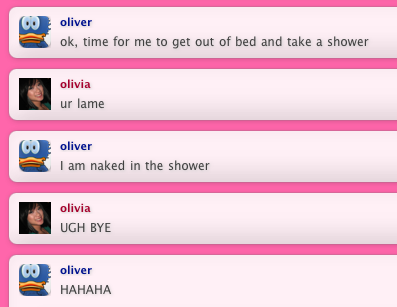 oliver
ok, time for me to get out of bed and take a shower
olivia
ur lame
oliver
I am naked in the shower
olivia
UGH BYE
oliver
HAHAHA